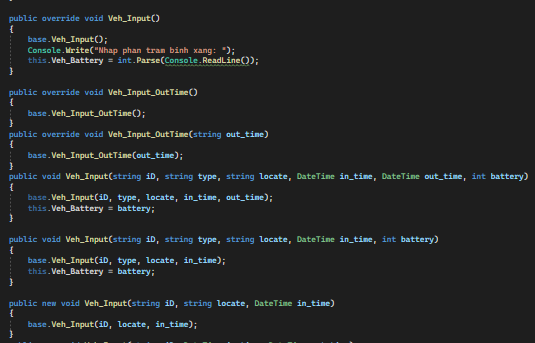 public override void Veh_Input()
{
base.Veh_Input();
Console.Write("Nhap phan tram binh xang: ");
this.Veh_Battery = int.Parse(Console.ReadLine());
}
public override void Veh_Input_OutTime()
{
base.Veh_Input_OutTime();
}
public override void Veh_Input_OutTime(string out_time)
{
base.Veh_Input_OutTime(out_time);
}
public void Veh_Input(string iD, string type, string locate, DateTime in_time, DateTime out_time, int battery)
{
base.Veh_Input(iD, type, locate, in_time, out_time);
this.Veh_Battery = battery;
}
public void Veh_Input(string iD, string type, string locate, DateTime in_time, int battery)
{
base.Veh_Input(iD, type, locate, in_time);
this.Veh_Battery = battery;
}
public new void Veh_Input(string iD, string locate, DateTime in_time)
{
base.Veh_Input(iD, locate, in_time);
}